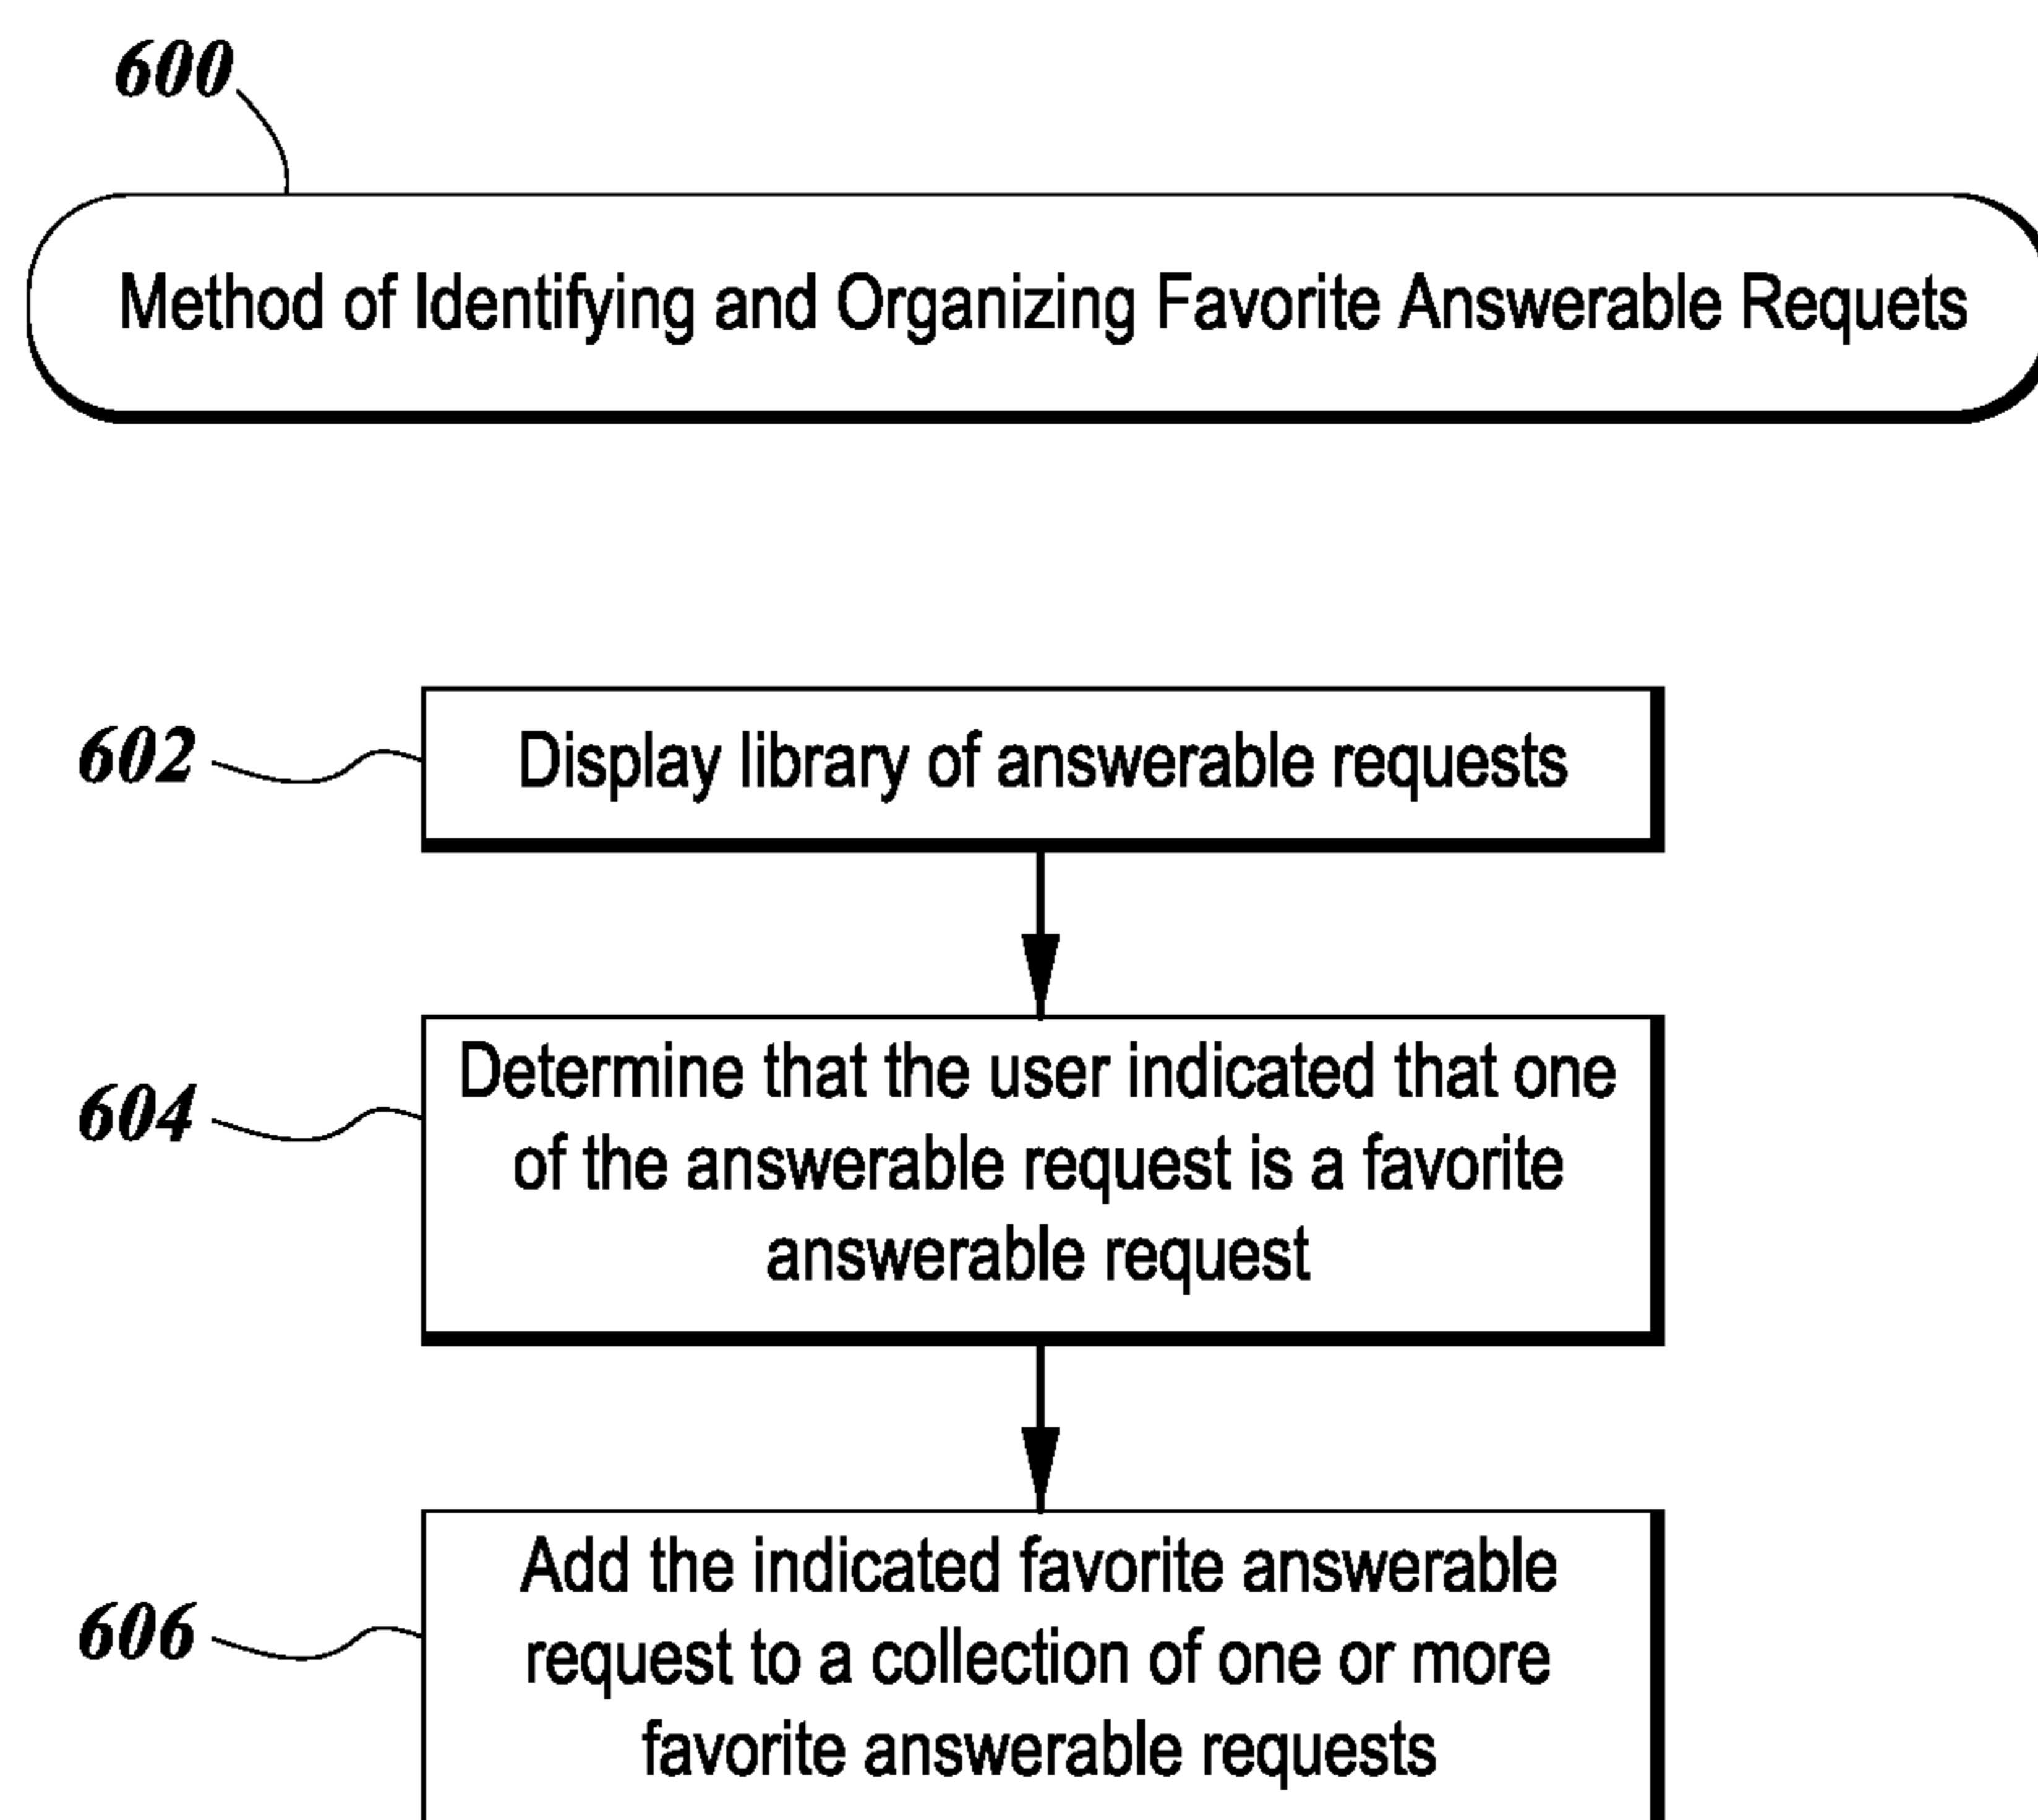 600
Method of Identifying and Organizing Favorite Answerable Requets
602
Display library of answerable requests
604
Determine that the user indicated that one
of the answerable request is a favorite
answerable request
606
Add the indicated favorite answerable
request to a collection of one or more
favorite answerable requests